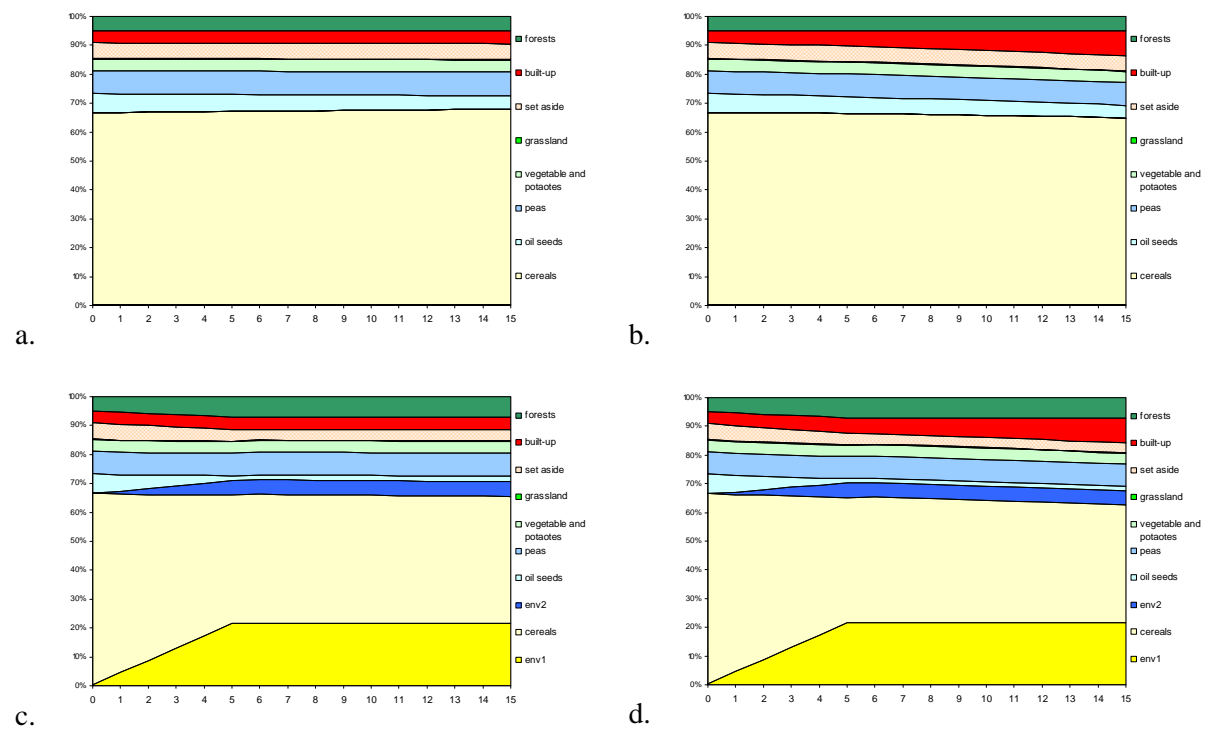 100%
90%
80%
70%
60%
50%
40%
30%
20%
10%
0%
0 1 2 3 4 5 6 7 8 9 10 11 12 13 14 15
forests
built-up
set aside
grassland
vegetable and
potaotes
peas
oil seeds
cereals
a.
100%
90%
80%
70%
60%
50%
40%
30%
20%
10%
0%
0 1 2 3 4 5 6 7 8 9 10 11 12 13 14 15
forests
built-up
set aside
grassland
vegetable and
potaotes
peas
oil seeds
cereals
b.
100%
90%
80%
70%
60%
50%
40%
30%
20%
10%
0%
0 1 2 3 4 5 6 7 8 9 10 11 12 13 14 15
forests
built-up
set aside
grassland
vegetable and
potaotes
peas
oil seeds
env2
cereals
env1
c.
100%
90%
80%
70%
60%
50%
40%
30%
20%
10%
0%
0 1 2 3 4 5 6 7 8 9 10 11 12 13 14 15
forests
built-up
set aside
grassland
vegetable and
potaotes
peas
oil seeds
env2
cereals
env1
d.